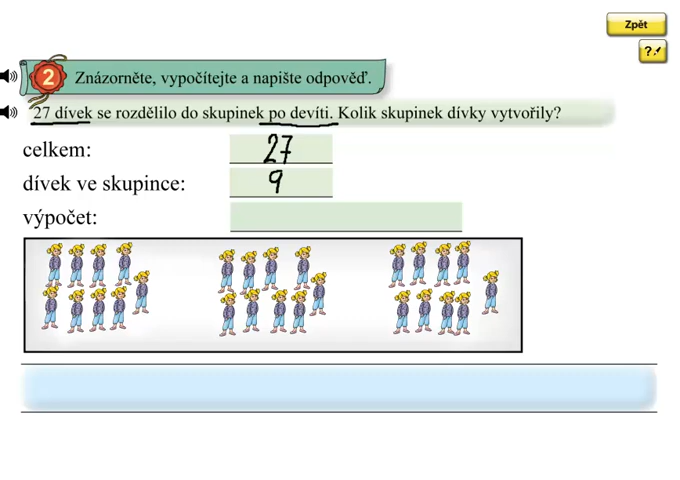 Zpět
?
2 Znázorněte, vypočítejte a napište odpověď.
27 dívek se rozdělilo do skupinek po devíti. Kolik skupinek dívky vytvořily?
celkem: 27
dívek ve skupince: 9
výpočet: